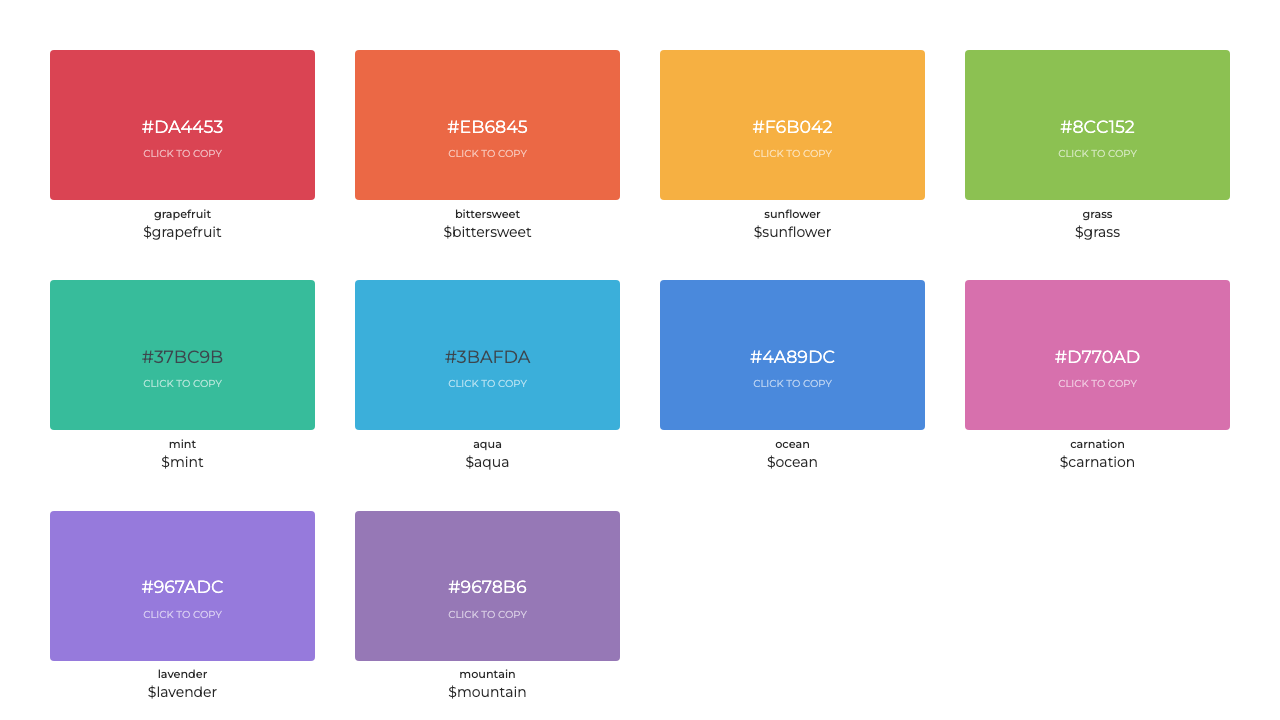 #DA4453
CLICK TO COPY
grapefruit
$grapefruit
#EB6845
CLICK TO COPY
bittersweet
$bittersweet
#F6B042
CLICK TO COPY
sunflower
$sunflower
#8CC152
CLICK TO COPY
grass
$grass
#37BC9B
CLICK TO COPY
mint
$mint
#3BAFDA
CLICK TO COPY
aqua
$aqua
#4A89DC
CLICK TO COPY
ocean
$ocean
#D770AD
CLICK TO COPY
carnation
$carnation
#967ADC
CLICK TO COPY
lavender
$lavender
#9678B6
CLICK TO COPY
mountain
$mountain